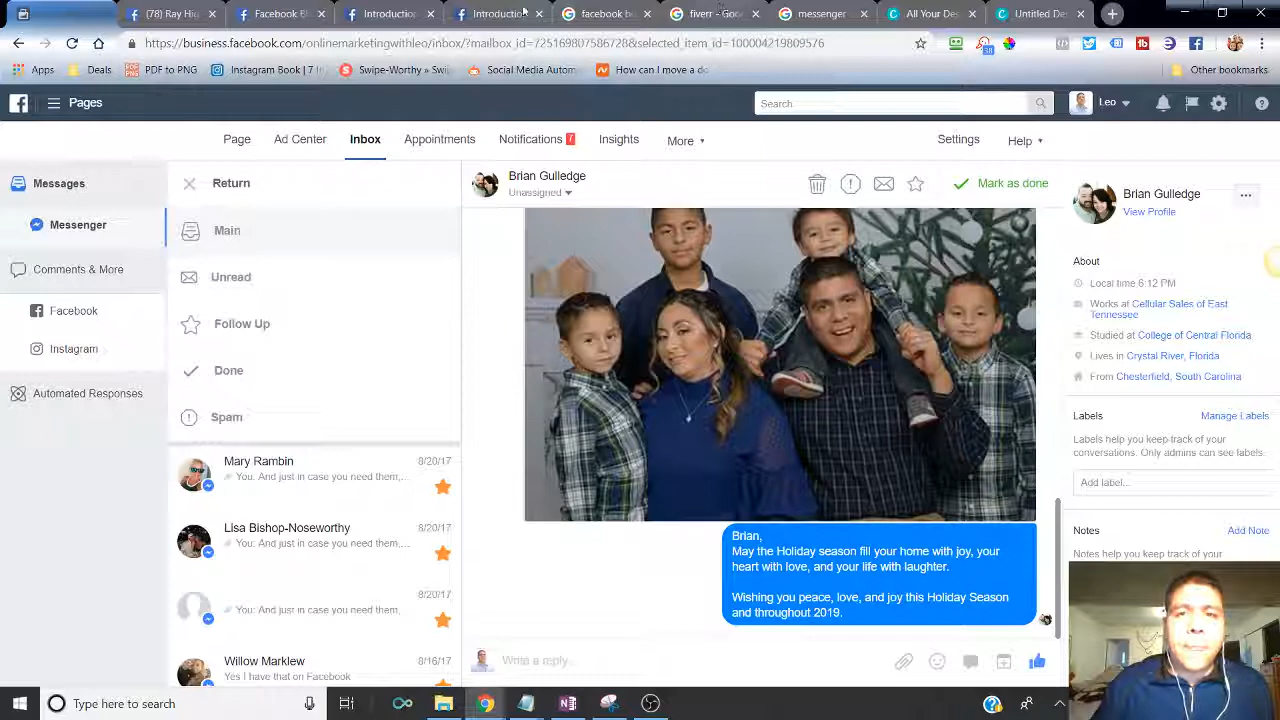 (78) Ray Hig
Facebook B
Introduction
Introduction
facebook bu
fiverr - Goo
messenger
All Your Des
Untitled Des
https://business.facebook.com/onlinemarketingwithleo/inbox/?mailbox_id=725169807586728&selected_item_id=100004219809576
58
Apps
Deals
PDF to PNG
Instagram Book | 7 I
Swipe-Worthy » Swi
Social Media Autom
How can I move a do
Other bookmarks
Pages
Search
Leo
Page
Ad Center
Inbox
Appointments
Notifications 7
Insights
More
Settings
Help
Messages
Messenger
Comments & More
Facebook
Instagram
Automated Responses
Return
Main
Unread
Follow Up
Done
Spam
Mary Rambin
8/20/17
You: And just in case you need them,...
Lisa Bishop-Noseworthy
8/20/17
You: And just in case you need them,...
You: And just in case you need them,
8/20/17
Willow Marklew
8/16/17
Yes I have that on Facebook
Brian Gulledge
Unassigned
Mark as done
Brian,
May the Holiday season fill your home with joy, your
heart with love, and your life with laughter.
Wishing you peace, love, and joy this Holiday Season
and throughout 2019.
Write a reply...
Brian Gulledge
View Profile
About
Local time 6:12 PM
Works at Cellular Sales of East
Tennessee
Studied at College of Central Florida
Lives in Crystal River, Florida
From Chesterfield, South Carolina
Labels
Manage Labels
Labels help you keep track of your
conversations. Only admins can see labels.
Add label...
Notes
Add Note
Notes help you keep track of your
Type here to search